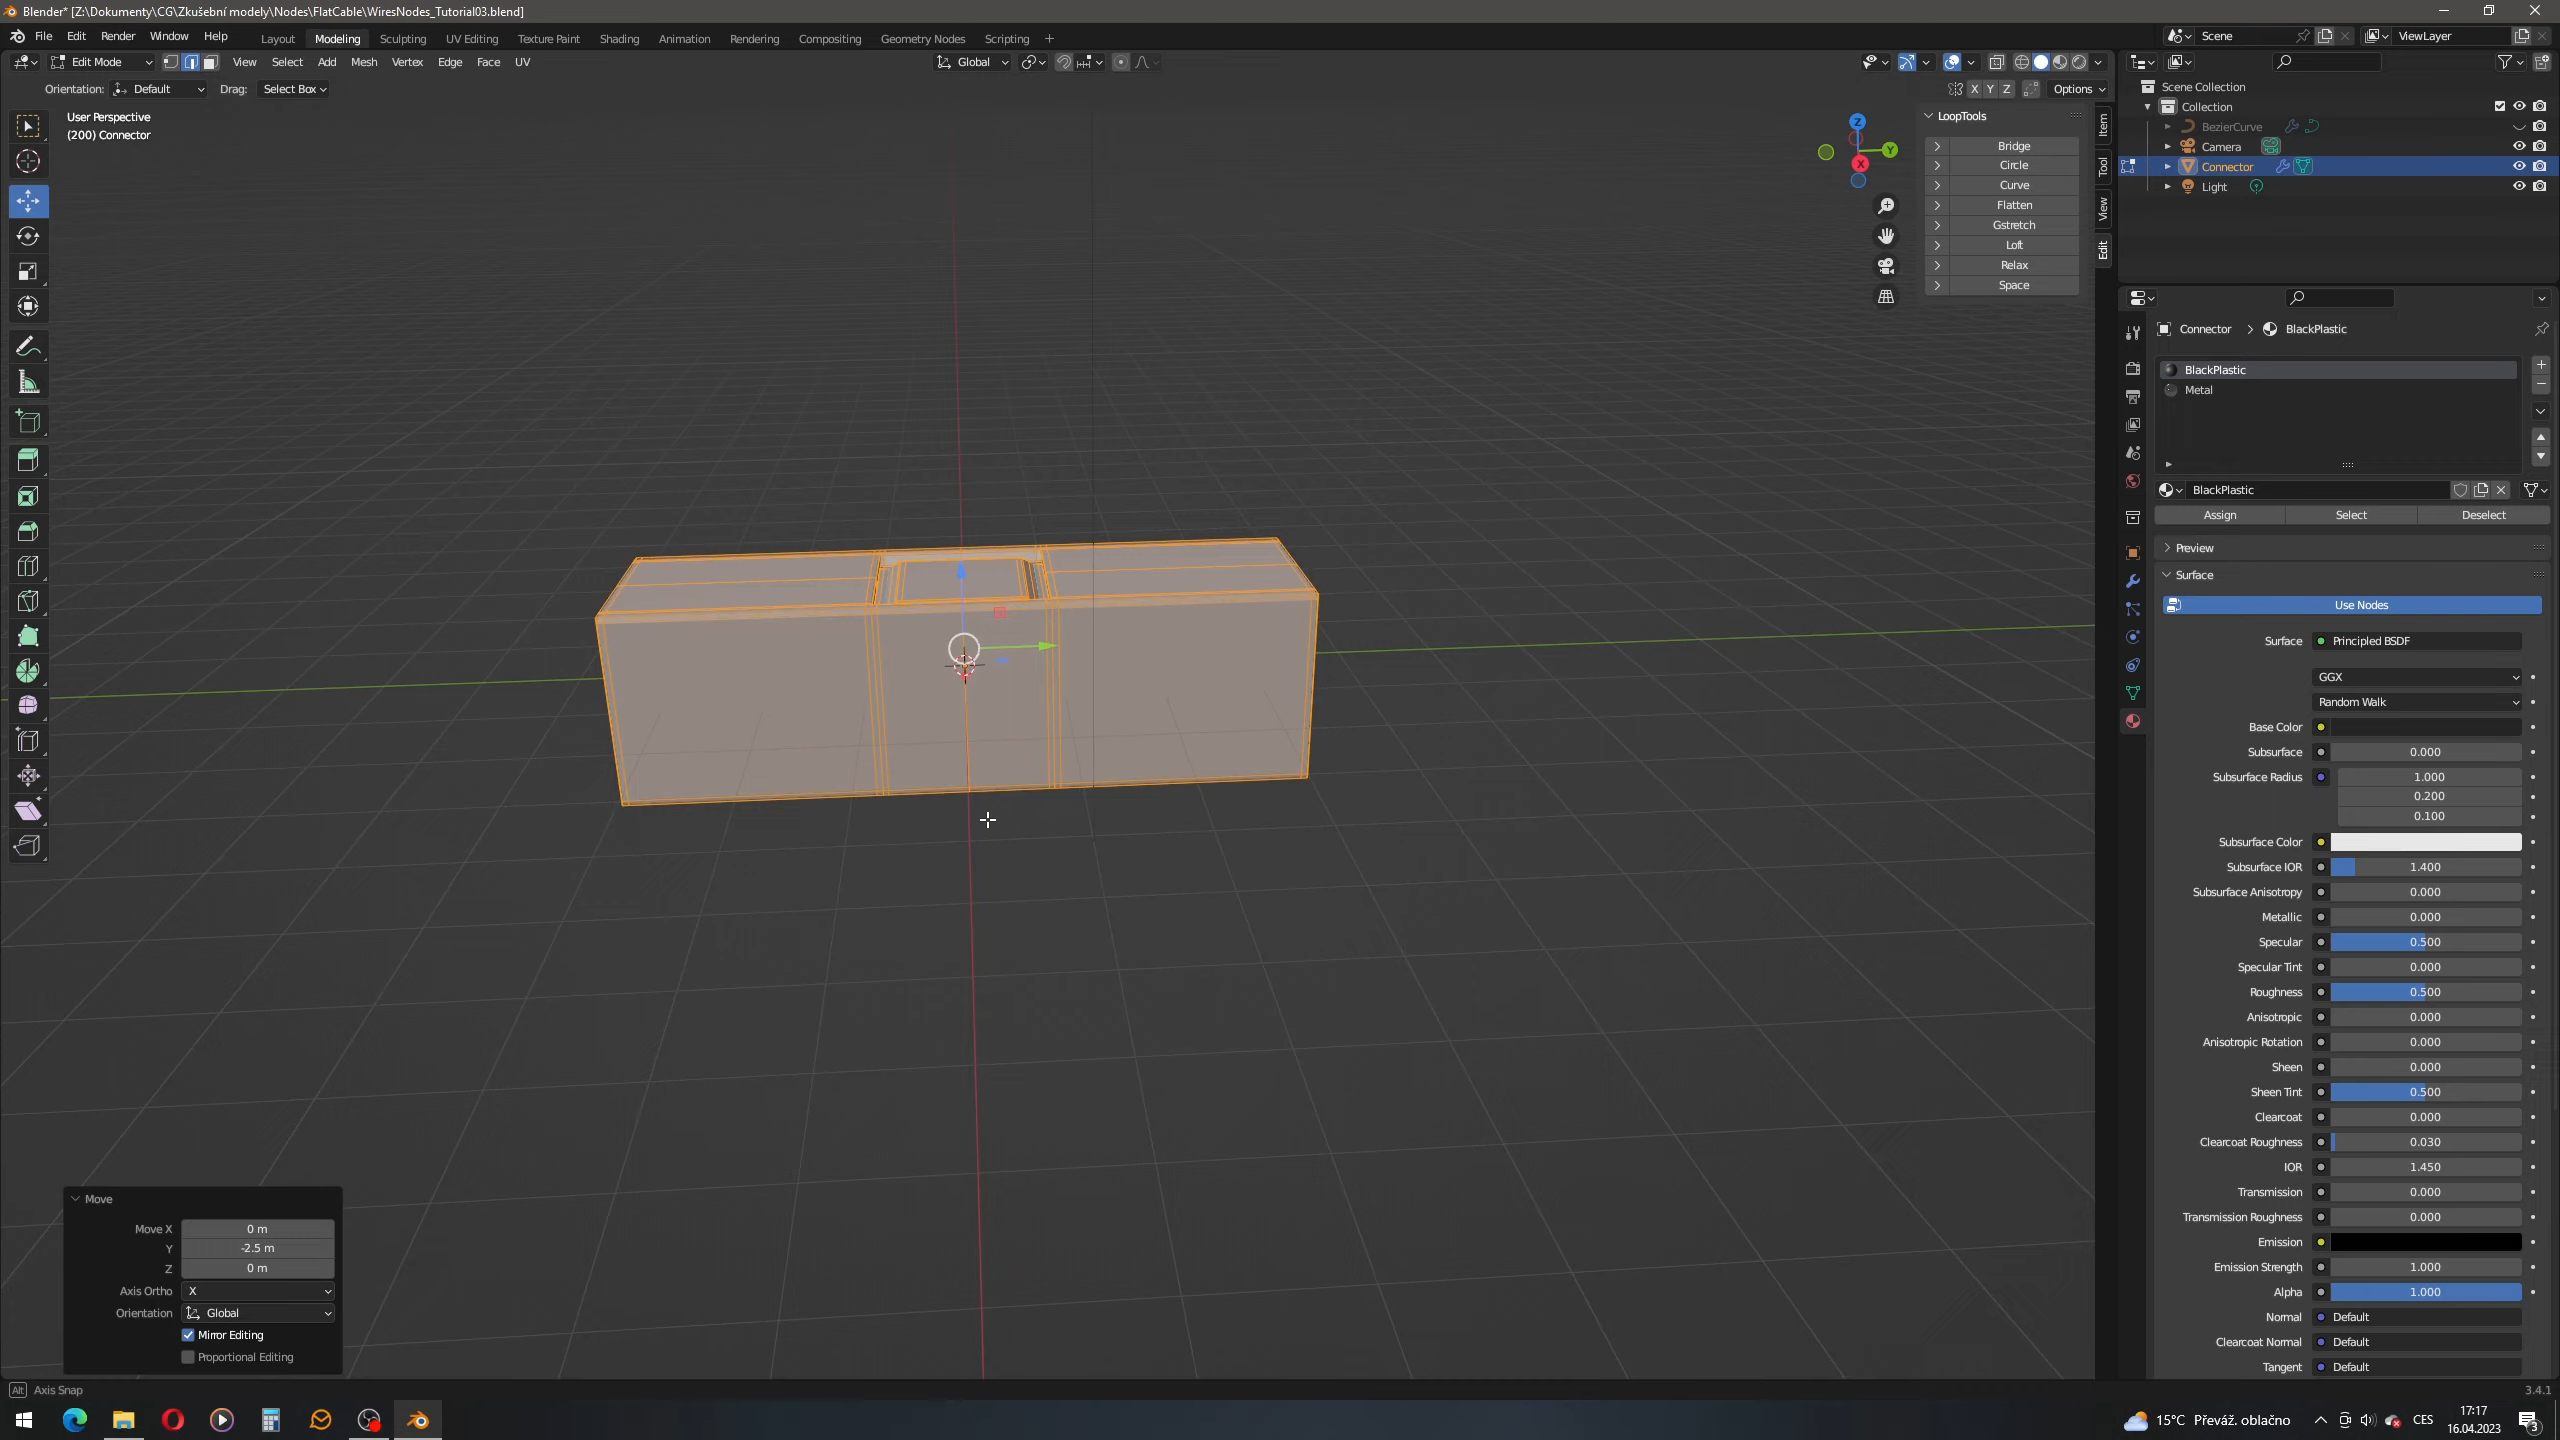 Blender* [Z:\Dokumenty\CG\Zkušební modely\Nodes\FlatCable\WiresNodes_Tutorial03.blend]
File Edit Render Window Help Layout Modeling Sculpting UV Editing Texture Paint Shading Animation Rendering Compositing Geometry Nodes Scripting + Scene ViewLayer
Edit Mode View Select Add Mesh Vertex Edge Face UV Global
Orientation: Default Drag: Select Box X Y Z Options
User Perspective
(200) Connector
LoopTools
Bridge
Circle
Curve
Flatten
Gstretch
Loft
Relax
Space
Z
Y
X
Item
Tool
View
Edit
Scene Collection
Collection
BezierCurve
Camera
Connector
Light
Connector > BlackPlastic
BlackPlastic
Metal
BlackPlastic
Assign Select Deselect
Preview
Surface
Use Nodes
Surface Principled BSDF
GGX
Random Walk
Base Color
Subsurface 0.000
Subsurface Radius 1.000
0.200
0.100
Subsurface Color
Subsurface IOR 1.400
Subsurface Anisotropy 0.000
Metallic 0.000
Specular 0.500
Specular Tint 0.000
Roughness 0.500
Anisotropic 0.000
Anisotropic Rotation 0.000
Sheen 0.000
Sheen Tint 0.500
Clearcoat 0.000
Clearcoat Roughness 0.030
IOR 1.450
Transmission 0.000
Transmission Roughness 0.000
Emission
Emission Strength 1.000
Alpha 1.000
Normal Default
Clearcoat Normal Default
Tangent Default
Move
Move X 0 m
Y -2.5 m
Z 0 m
Axis Ortho X
Orientation Global
Mirror Editing
Proportional Editing
Alt Axis Snap
3.4.1
15°C Převáž. oblačno CES 17:17
16.04.2023
3